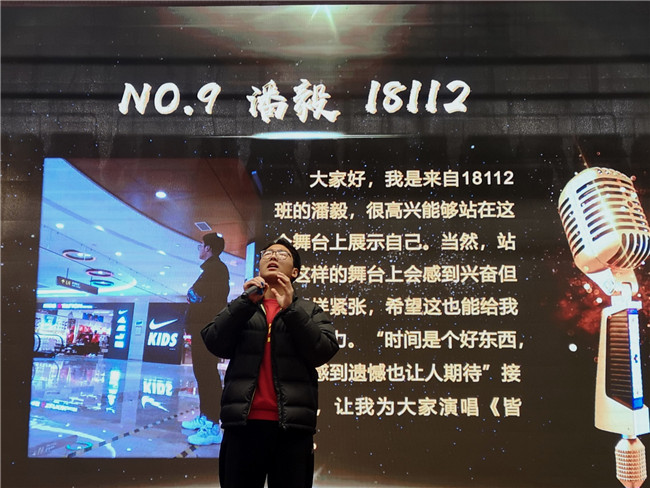 NO.9 潘毅 18112
大家好，我是来自18112
班的潘毅，很高兴能够站在这
舞台上展示自己。当然，站
这样的舞台上会感到兴奋但
紧张，希望这也能给我
力。“时间是个好东西，
感到遗憾也让人期待”接
，让我为大家演唱《皆
KIDS
KIDS